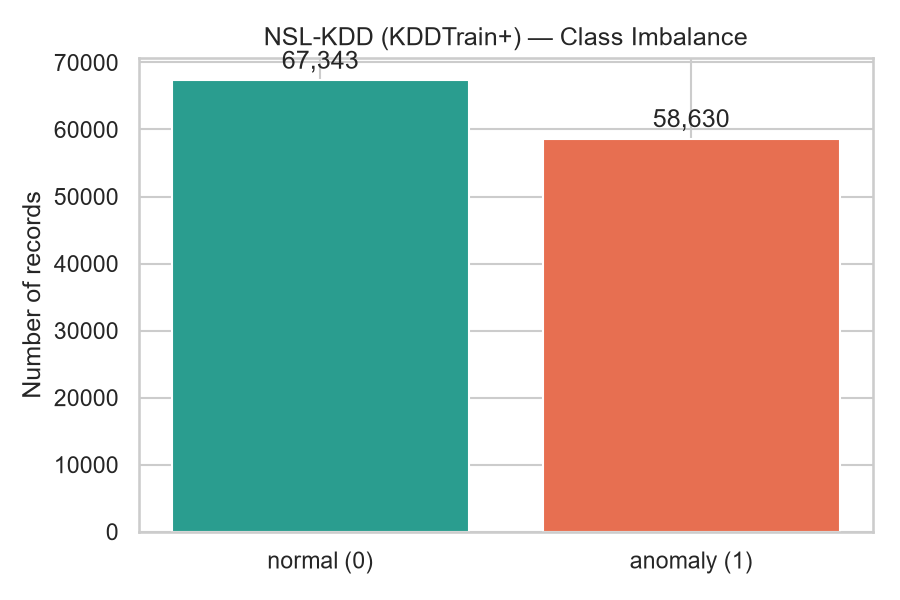 NSL-KDD (KDDTrain+) — Class Imbalance
70000
67,343
60000
58,630
50000
40000
30000
20000
10000
0
Number of records
normal (0)
anomaly (1)